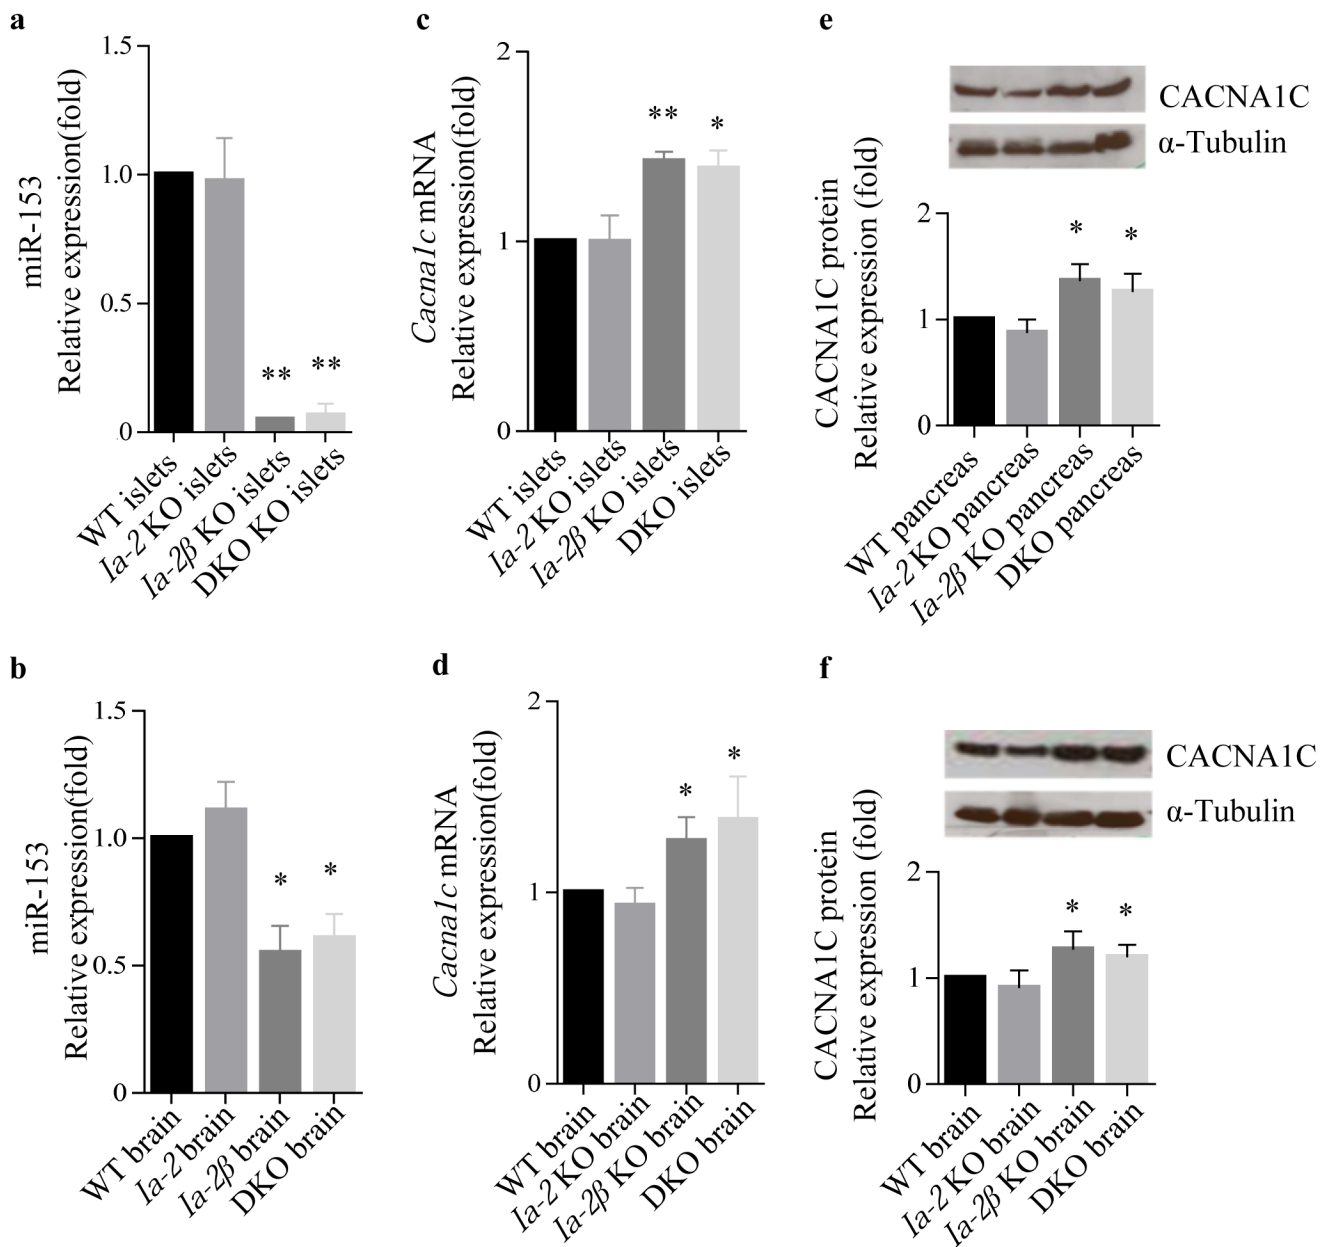 a
miR-153
Relative expression(fold)
1.5
1.0
0.5
0
**
**
WT islets
Ia-2 KO islets
Ia-2β KO islets
DKO KO islets
c
Cacna1c mRNA
Relative expression(fold)
2
1
0
**
*
WT islets
Ia-2 KO islets
Ia-2β KO islets
DKO islets
e
CACNA1C
α-Tubulin
CACNA1C protein
Relative expression (fold)
2
1
0
*
*
WT pancreas
Ia-2 KO pancreas
Ia-2β KO pancreas
DKO pancreas
b
miR-153
Relative expression(fold)
1.5
1.0
0.5
0
*
*
WT brain
Ia-2 brain
Ia-2β brain
DKO brain
d
Cacna1c mRNA
Relative expression(fold)
2
1
0
*
*
WT brain
Ia-2 KO brain
Ia-2β KO brain
DKO brain
f
CACNA1C
α-Tubulin
CACNA1C protein
Relative expression (fold)
2
1
0
*
*
WT brain
Ia-2 KO brain
Ia-2β KO brain
DKO brain